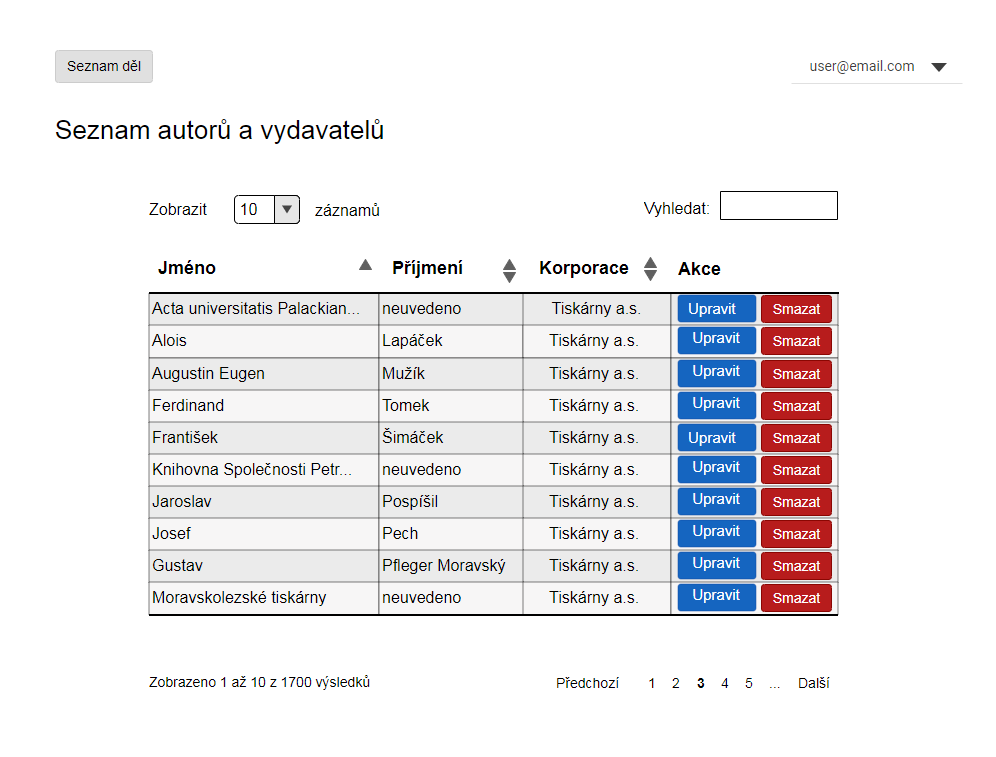 Seznam děl
user@email.com
Seznam autorů a vydavatelů
Zobrazit 10 záznamů
Vyhledat:
Jméno Příjmení Korporace Akce
Acta universitatis Palackian... neuvedeno Tiskárny a.s. Upravit Smazat
Alois Lapáček Tiskárny a.s. Upravit Smazat
Augustin Eugen Mužík Tiskárny a.s. Upravit Smazat
Ferdinand Tomek Tiskárny a.s. Upravit Smazat
František Šimáček Tiskárny a.s. Upravit Smazat
Knihovna Společnosti Petr... neuvedeno Tiskárny a.s. Upravit Smazat
Jaroslav Pospíšil Tiskárny a.s. Upravit Smazat
Josef Pech Tiskárny a.s. Upravit Smazat
Gustav Pfleger Moravský Tiskárny a.s. Upravit Smazat
Moravskolezské tiskárny neuvedeno Tiskárny a.s. Upravit Smazat
Zobrazeno 1 až 10 z 1700 výsledků
Předchozí 1 2 3 4 5 ... Další